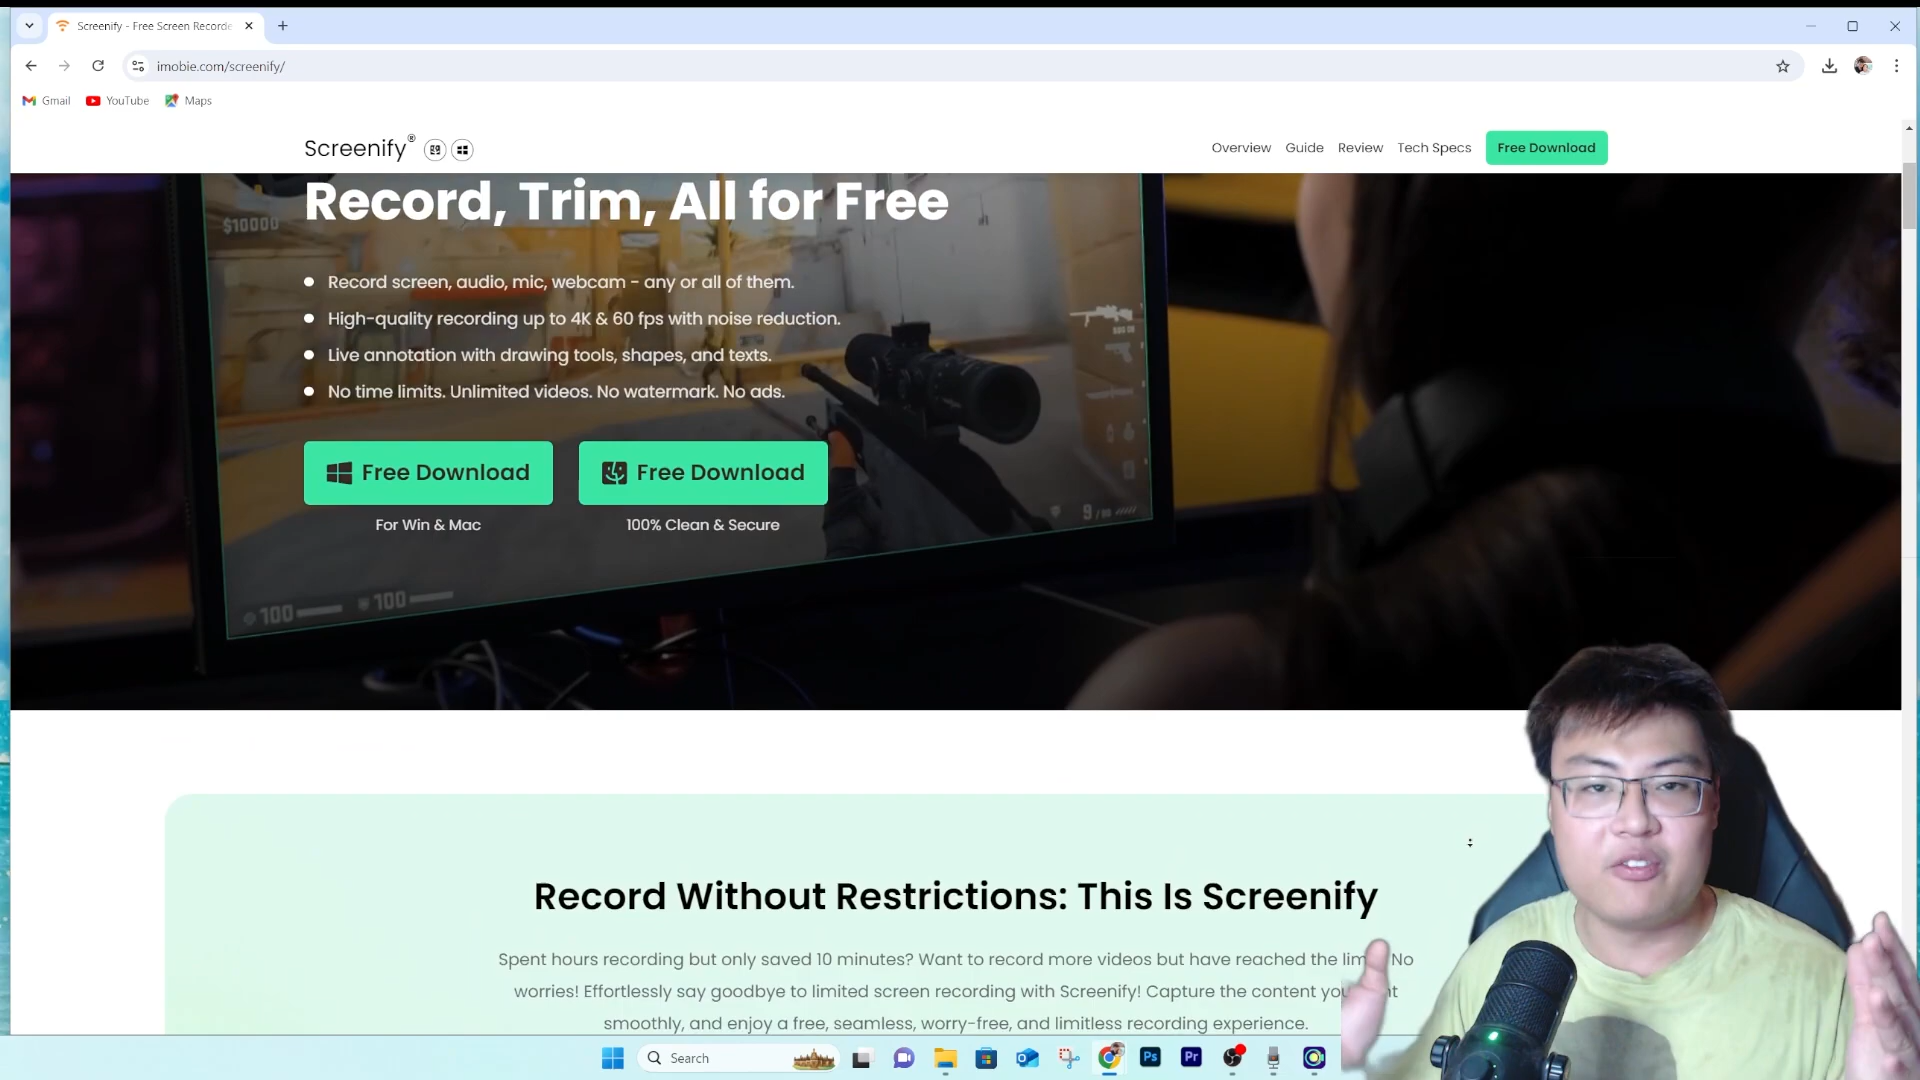 Screenify - Free Screen Recorde
imobie.com/screenify/
Gmail
YouTube
Maps
Screenify®
Overview
Guide
Review
Tech Specs
Free Download
Record, Trim, All for Free
$10000
Record screen, audio, mic, webcam - any or all of them.
High-quality recording up to 4K & 60 fps with noise reduction.
Live annotation with drawing tools, shapes, and texts.
No time limits. Unlimited videos. No watermark. No ads.
Free Download
Free Download
For Win & Mac
100% Clean & Secure
100
100
9
Record Without Restrictions: This Is Screenify
Spent hours recording but only saved 10 minutes? Want to record more videos but have reached the lim No
worries! Effortlessly say goodbye to limited screen recording with Screenify! Capture the content
smoothly, and enjoy a free, seamless, worry-free, and limitless recording experience.
Search
Ps
Pr